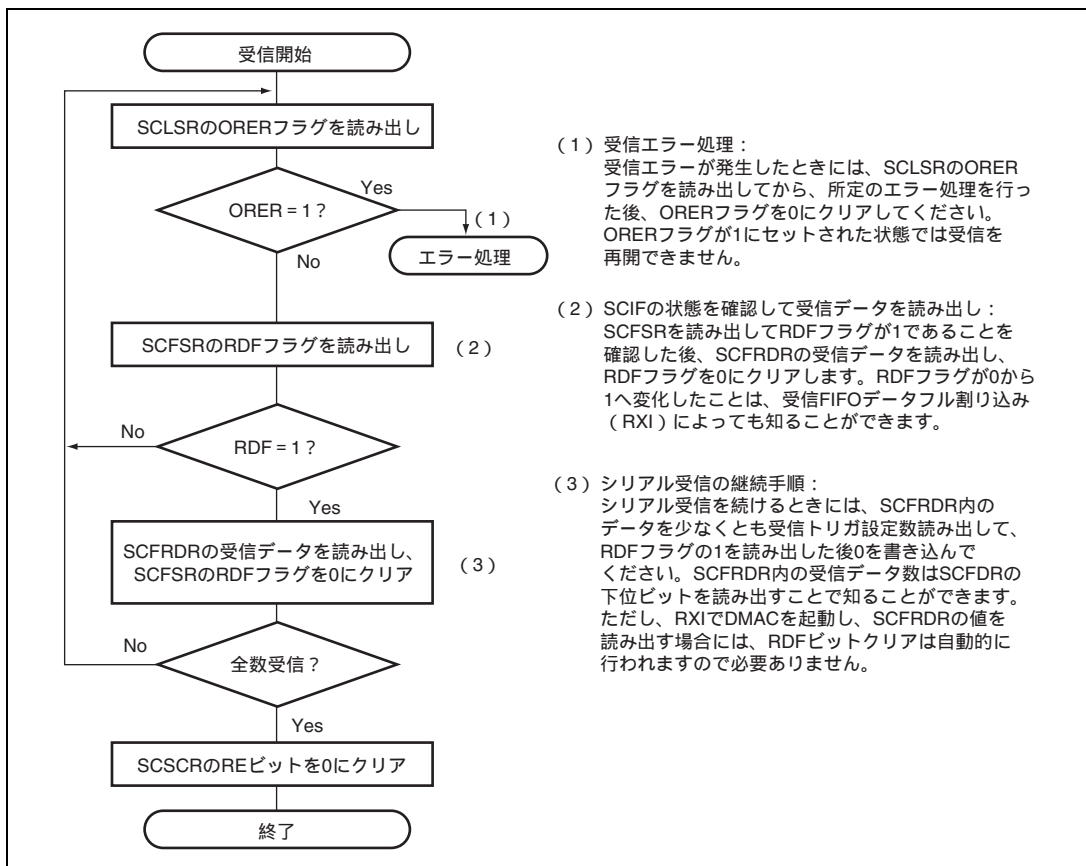 受信開始
SCLSRのORERフラグを読み出し
Yes
ORER = 1？
（1）
エラー処理
No
SCFSRのRDFフラグを読み出し
（2）
No
RDF = 1？
Yes
SCFRDRの受信データを読み出し、
SCFSRのRDFフラグを0にクリア
（3）
No
全数受信？
Yes
SCSCRのREビットを0にクリア
終了
（1）受信エラー処理：
受信エラーが発生したときには、SCLSRのORER
フラグを読み出してから、所定のエラー処理を行っ
た後、ORERフラグを0にクリアしてください。
ORERフラグが1にセットされた状態では受信を
再開できません。
（2）SCIFの状態を確認して受信データを読み出し：
SCFSRを読み出してRDFフラグが1であることを
確認した後、SCFRDRの受信データを読み出し、
RDFフラグを0にクリアします。RDFフラグが0から
1へ変化したことは、受信FIFOデータフル割り込み
（RXI）によっても知ることができます。
（3）シリアル受信の継続手順：
シリアル受信を続けるときには、SCFRDR内の
データを少なくとも受信トリガ設定数読み出して、
RDFフラグの1を読み出した後0を書き込んで
ください。SCFRDR内の受信データ数はSCFDRの
下位ビットを読み出すことで知ることができます。
ただし、RXIでDMACを起動し、SCFRDRの値を
読み出す場合には、RDFビットクリアは自動的に
行われますので必要ありません。